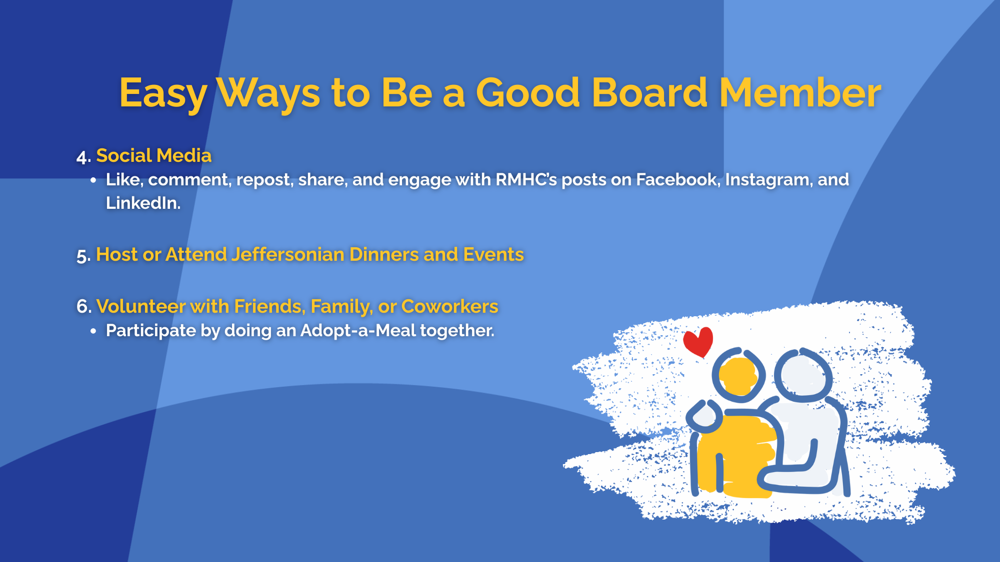 Easy Ways to Be a Good Board Member
4. Social Media
• Like, comment, repost, share, and engage with RMHC’s posts on Facebook, Instagram, and
LinkedIn.
5. Host or Attend Jeffersonian Dinners and Events
6. Volunteer with Friends, Family, or Coworkers
• Participate by doing an Adopt-a-Meal together.